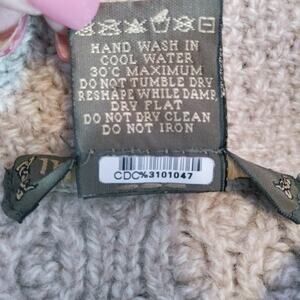 HAND WASH IN
COOL WATER
30°C MAXIMUM
DO NOT TUMBLE DRY
RESHAPE WHILE DAMP
DRY FLAT
DO NOT DRY CLEAN
DO NOT IRON
CDC%3101047